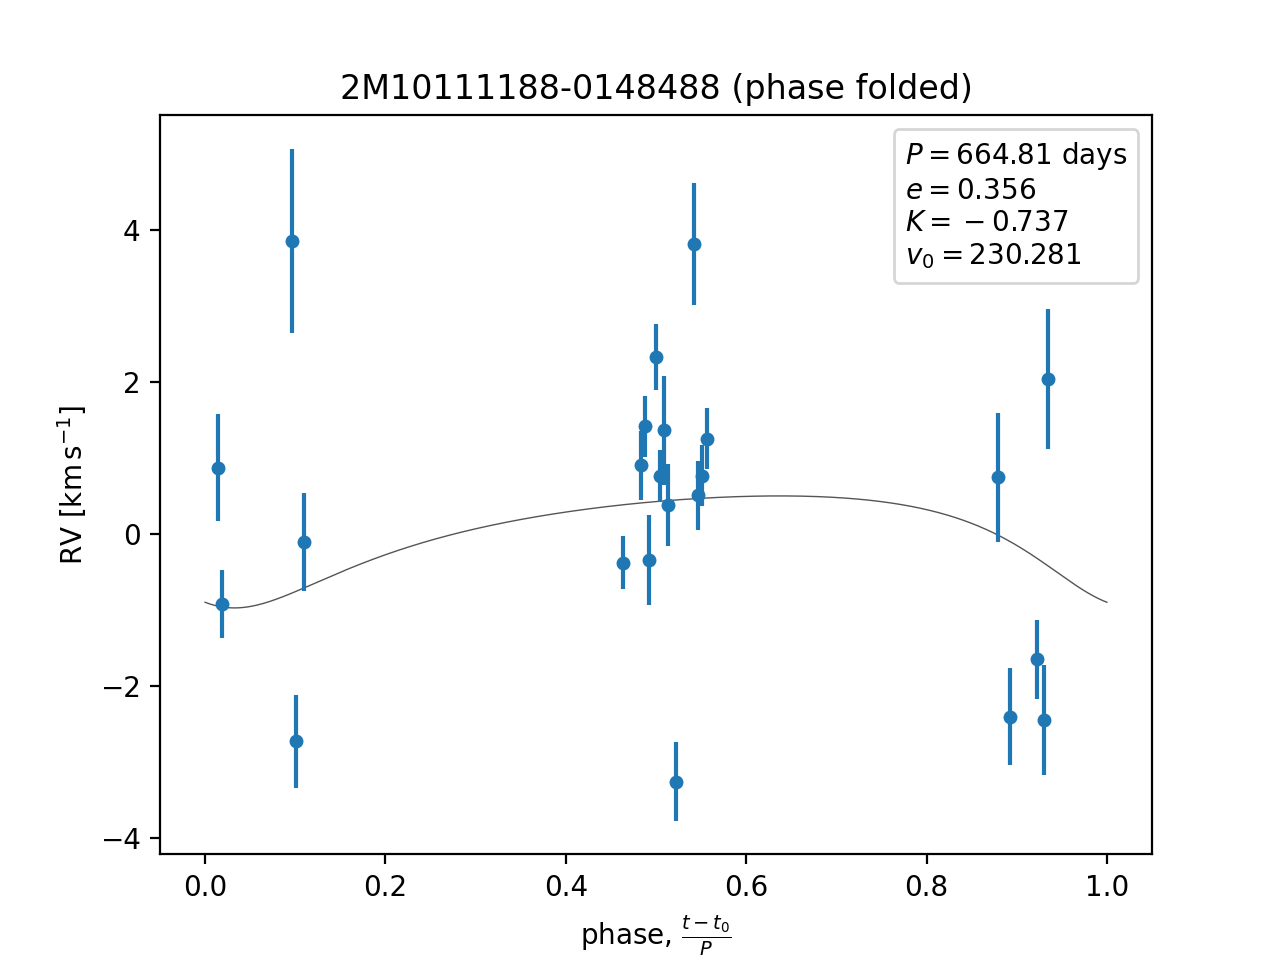 2M10111188-0148488 (phase folded)
P = 664.81 days
e = 0.356
K = −0.737
v₀ = 230.281
4
2
0
−2
−4
RV [km s⁻¹]
0.0 0.2 0.4 0.6 0.8 1.0
phase, (t − t₀)/P